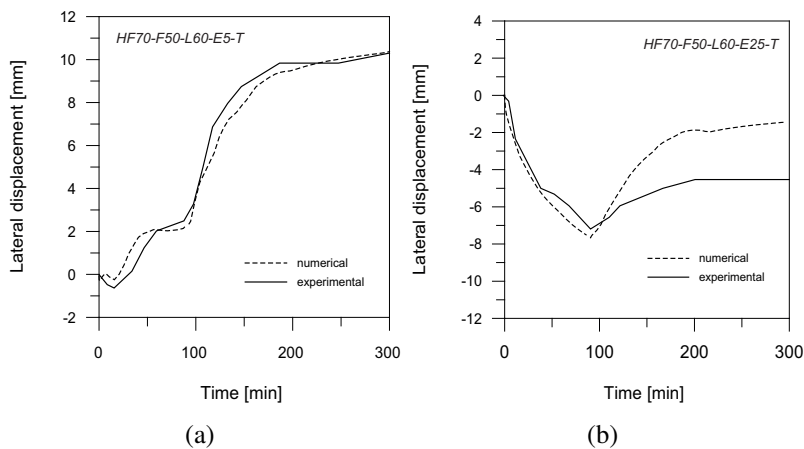 HF70-F50-L60-E5-T
Lateral displacement [mm]
12
10
8
6
4
2
0
-2
numerical
experimental
0
100
200
300
Time [min]
(a)
HF70-F50-L60-E25-T
Lateral displacement [mm]
4
2
0
-2
-4
-6
-8
-10
-12
numerical
experimental
0
100
200
300
Time [min]
(b)